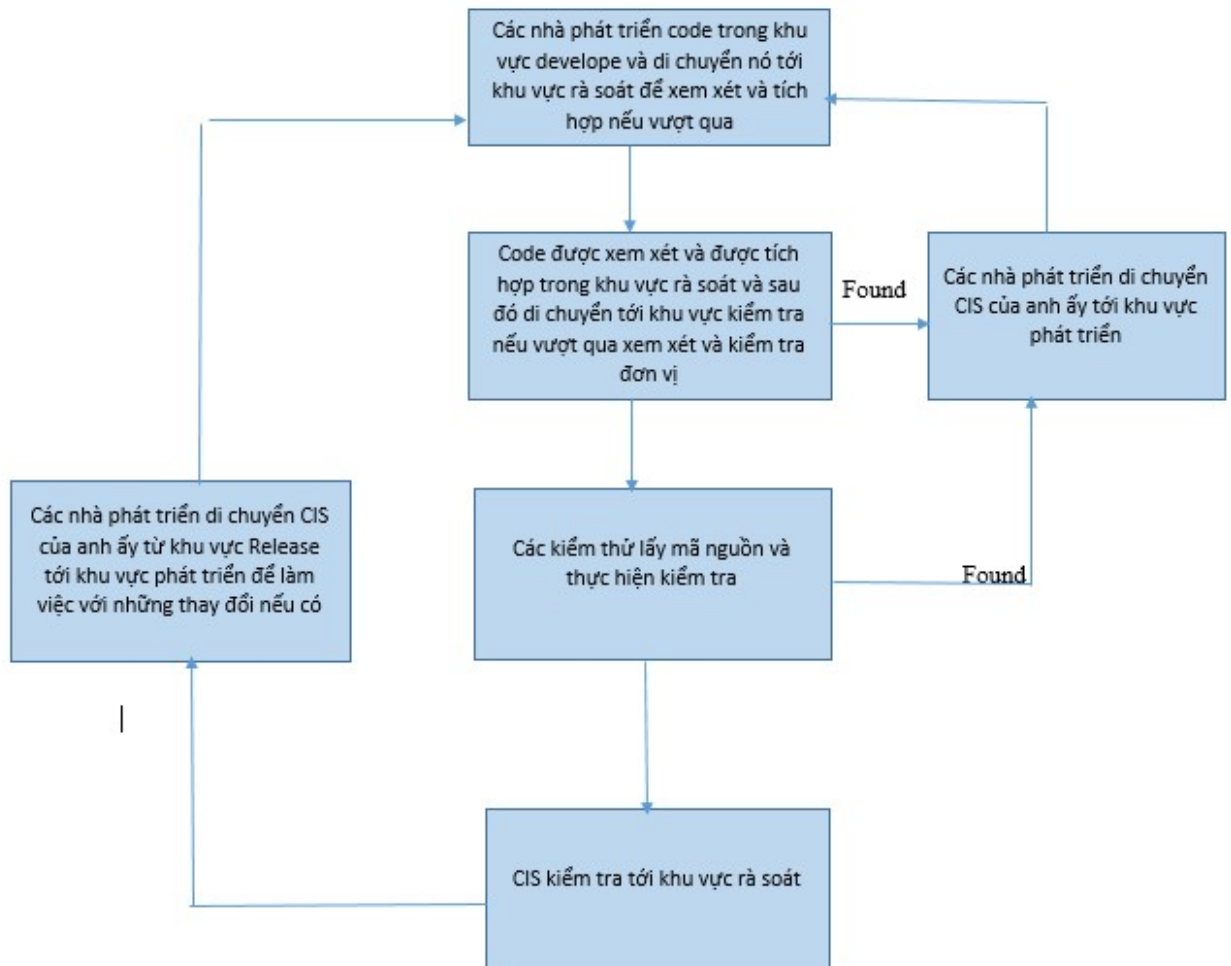 Các nhà phát triển code trong khu
vực develope và di chuyển nó tới
khu vực rà soát để xem xét và tích
hợp nếu vượt qua
Code được xem xét và được tích
hợp trong khu vực rà soát và sau
đó di chuyển tới khu vực kiểm tra
nếu vượt qua xem xét và kiểm tra
đơn vị
Found
Các nhà phát triển di chuyển
CIS của anh ấy tới khu vực
phát triển
Các nhà phát triển di chuyển CIS
của anh ấy từ khu vực Release
tới khu vực phát triển để làm
việc với những thay đổi nếu có
Các kiểm thử lấy mã nguồn và
thực hiện kiểm tra
Found
CIS kiểm tra tới khu vực rà soát